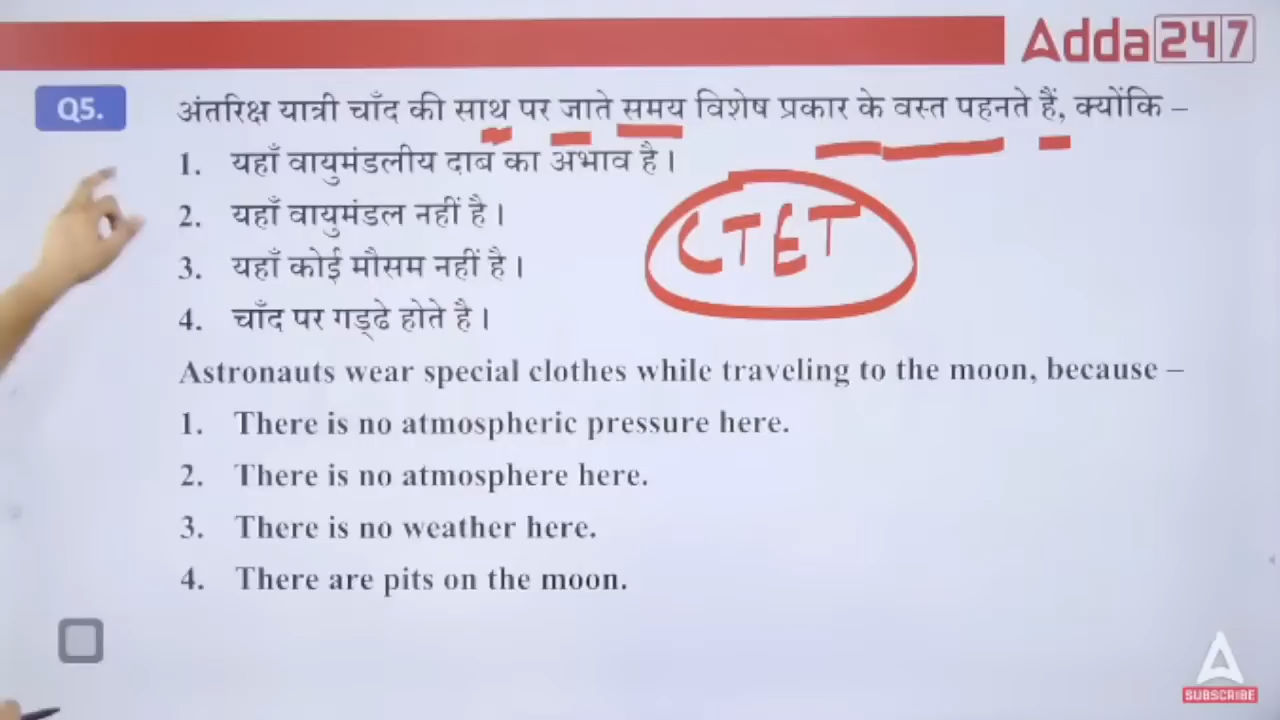 Adda247
Q5. अंतरिक्ष यात्री चाँद की साथ पर जाते समय विशेष प्रकार के वस्त पहनते हैं, क्योंकि –
1. यहाँ वायुमंडलीय दाब का अभाव है।
2. यहाँ वायुमंडल नहीं है।
3. यहाँ कोई मौसम नहीं है।
4. चाँद पर गड्ढे होते है।
CTET
Astronauts wear special clothes while traveling to the moon, because –
1. There is no atmospheric pressure here.
2. There is no atmosphere here.
3. There is no weather here.
4. There are pits on the moon.
SUBSCRIBE